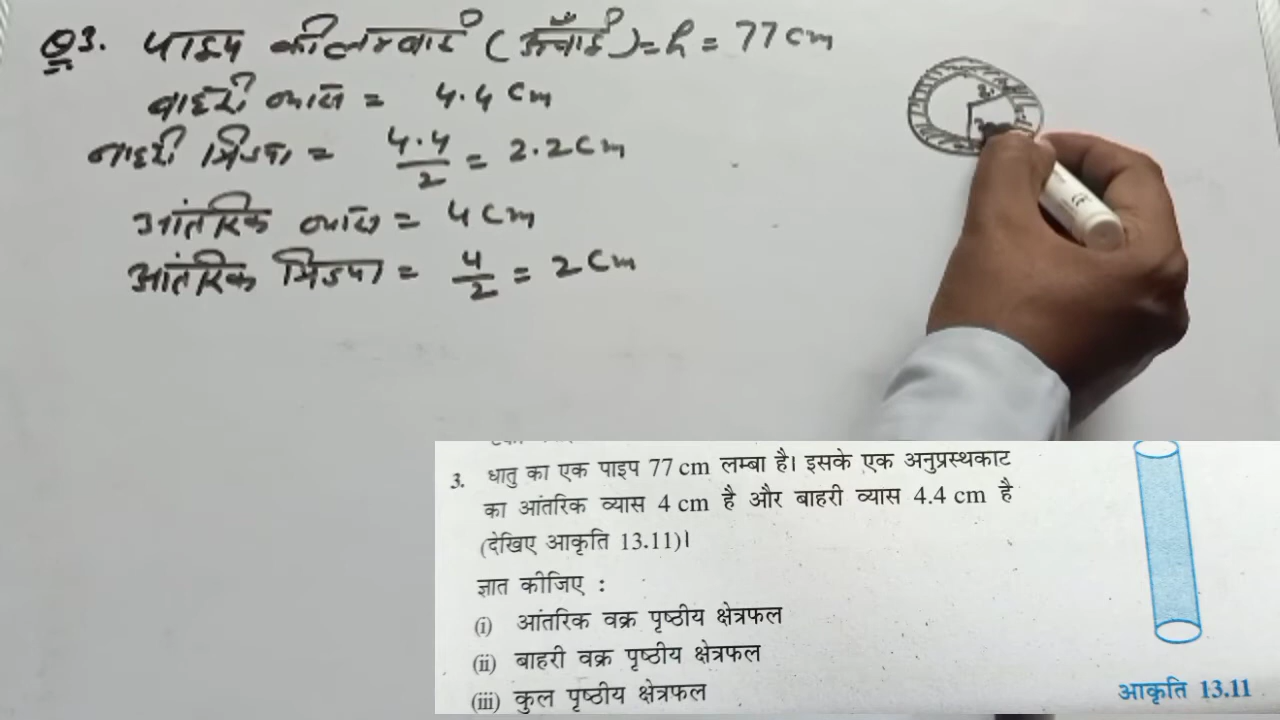 Q3. पाइप की लम्बाई (ऊँचाई) = h = 77 cm
बाहरी व्यास = 4.4 cm
बाहरी त्रिज्या = 4.4/2 = 2.2 cm
आंतरिक व्यास = 4 cm
आंतरिक त्रिज्या = 4/2 = 2 cm
3. धातु का एक पाइप 77 cm लम्बा है। इसके एक अनुप्रस्थकाट
का आंतरिक व्यास 4 cm है और बाहरी व्यास 4.4 cm है
(देखिए आकृति 13.11)।
ज्ञात कीजिए :
(i) आंतरिक वक्र पृष्ठीय क्षेत्रफल
(ii) बाहरी वक्र पृष्ठीय क्षेत्रफल
(iii) कुल पृष्ठीय क्षेत्रफल
आकृति 13.11